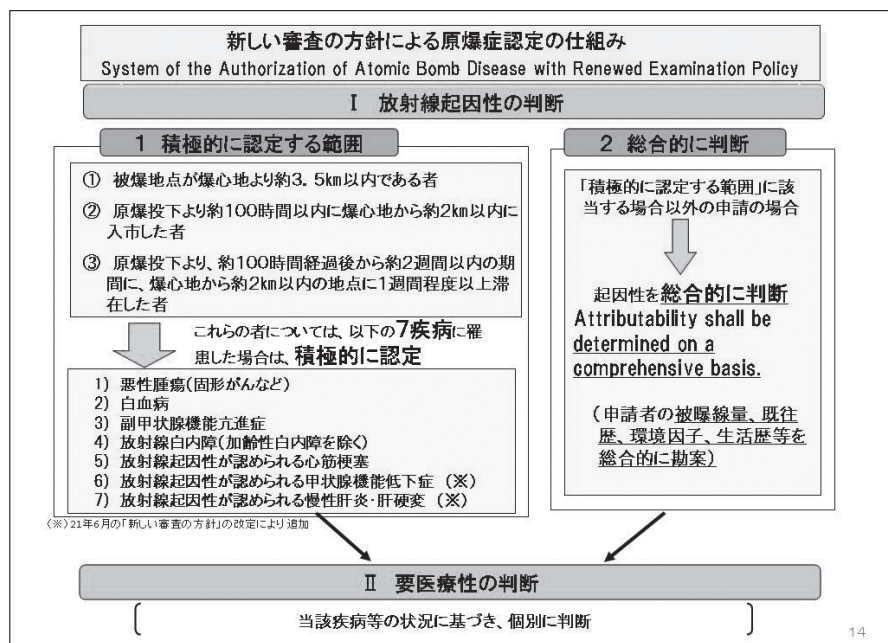 新しい審査の方針による原爆症認定の仕組み
System of the Authorization of Atomic Bomb Disease with Renewed Examination Policy
Ⅰ 放射線起因性の判断
1 積極的に認定する範囲
① 被爆地点が爆心地より約3.5km以内である者
② 原爆投下より約100時間以内に爆心地から約2km以内に
入市した者
③ 原爆投下より、約100時間経過後から約2週間以内の期
間に、爆心地から約2km以内の地点に1週間程度以上滞
在した者
これらの者については、以下の7疾病に罹
患した場合は、積極的に認定
1) 悪性腫瘍(固形がんなど)
2) 白血病
3) 副甲状腺機能亢進症
4) 放射線白内障(加齢性白内障を除く)
5) 放射線起因性が認められる心筋梗塞
6) 放射線起因性が認められる甲状腺機能低下症 (※)
7) 放射線起因性が認められる慢性肝炎・肝硬変 (※)
(※)21年6月の「新しい審査の方針」の改定により追加
2 総合的に判断
「積極的に認定する範囲」に該
当する場合以外の申請の場合
起因性を総合的に判断
Attributability shall be
determined on a
comprehensive basis.
(申請者の被曝線量、既往
歴、環境因子、生活歴等を
総合的に勘案)
Ⅱ 要医療性の判断
当該疾病等の状況に基づき、個別に判断
14